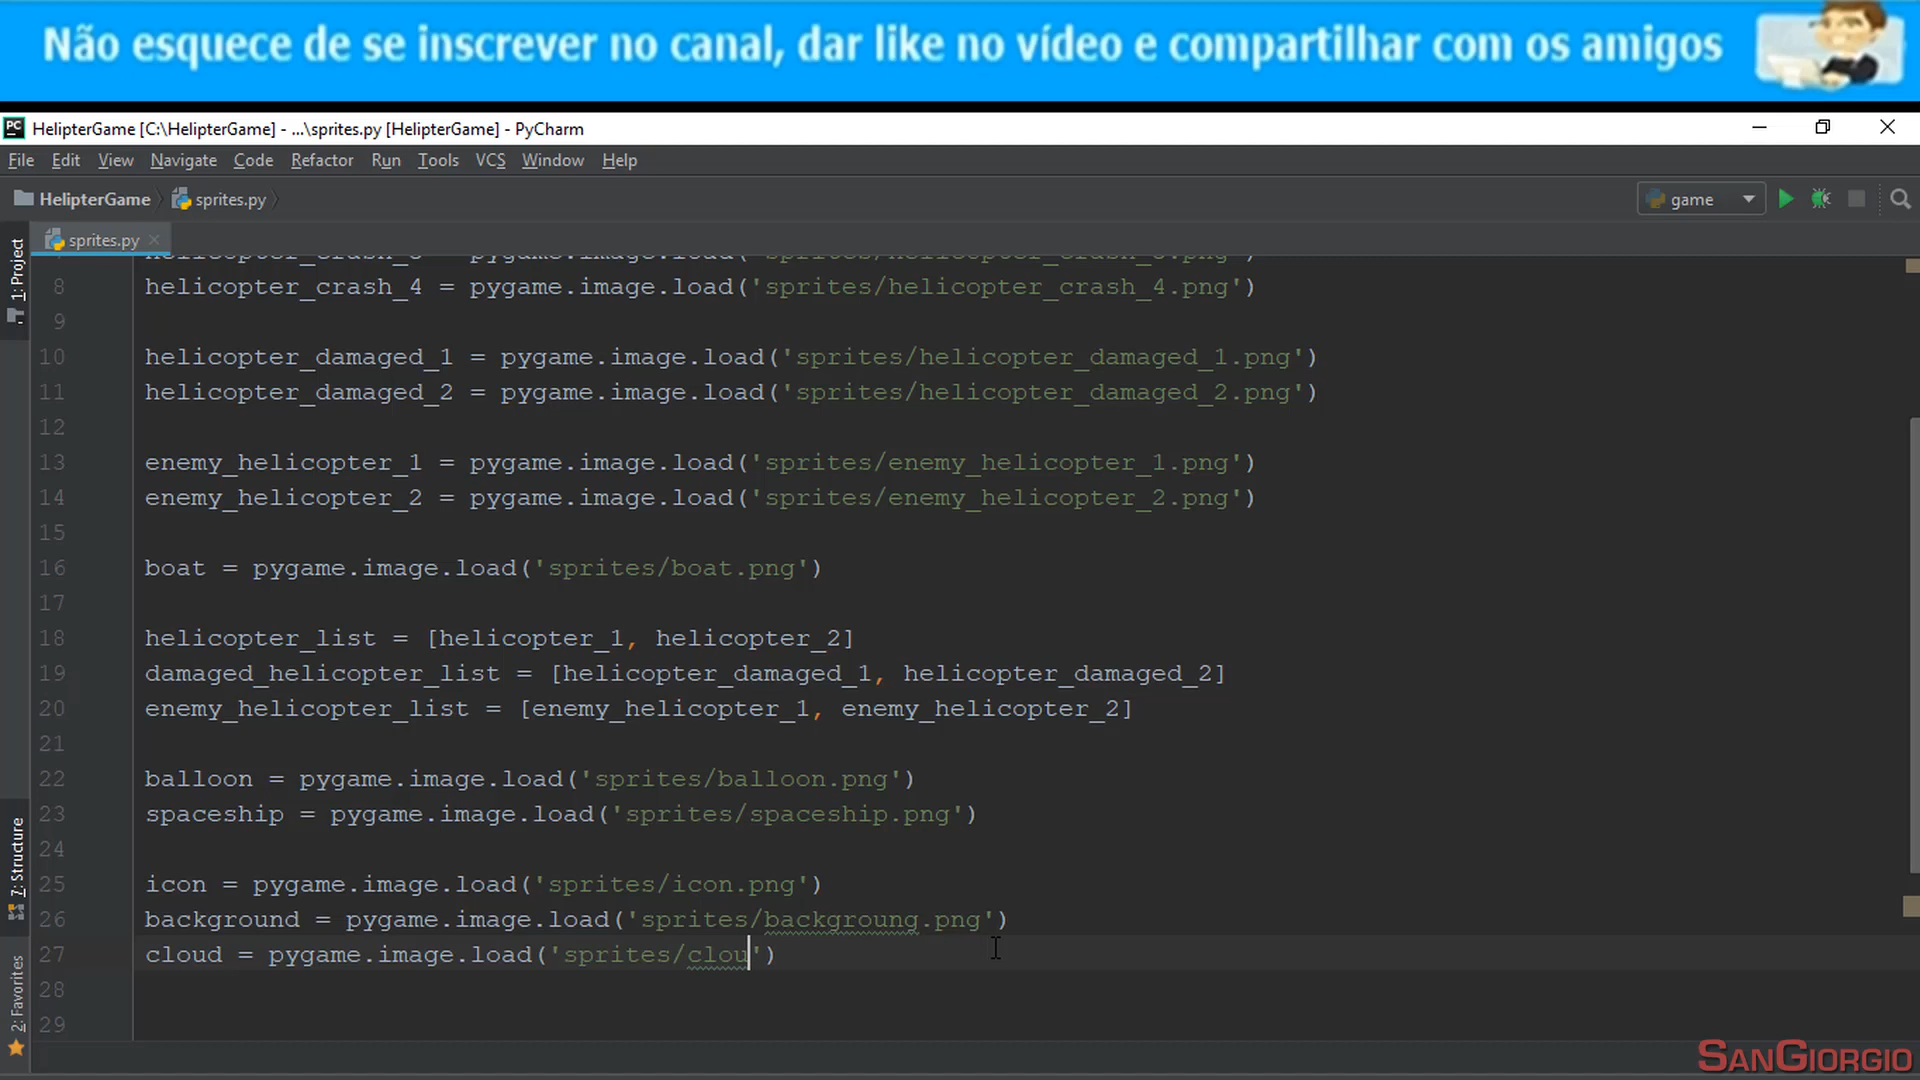 Não esquece de se inscrever no canal, dar like no vídeo e compartilhar com os amigos
PC HelipterGame [C:\HelipterGame] - ...\sprites.py [HelipterGame] - PyCharm
File Edit View Navigate Code Refactor Run Tools VCS Window Help
HelipterGame sprites.py game
sprites.py
1: Project
7: Structure
2: Favorites
8 helicopter_crash_4 = pygame.image.load('sprites/helicopter_crash_4.png')
9
10 helicopter_damaged_1 = pygame.image.load('sprites/helicopter_damaged_1.png')
11 helicopter_damaged_2 = pygame.image.load('sprites/helicopter_damaged_2.png')
12
13 enemy_helicopter_1 = pygame.image.load('sprites/enemy_helicopter_1.png')
14 enemy_helicopter_2 = pygame.image.load('sprites/enemy_helicopter_2.png')
15
16 boat = pygame.image.load('sprites/boat.png')
17
18 helicopter_list = [helicopter_1, helicopter_2]
19 damaged_helicopter_list = [helicopter_damaged_1, helicopter_damaged_2]
20 enemy_helicopter_list = [enemy_helicopter_1, enemy_helicopter_2]
21
22 balloon = pygame.image.load('sprites/balloon.png')
23 spaceship = pygame.image.load('sprites/spaceship.png')
24
25 icon = pygame.image.load('sprites/icon.png')
26 background = pygame.image.load('sprites/backgroung.png')
27 cloud = pygame.image.load('sprites/clou')
28
29
SANGIORGIO